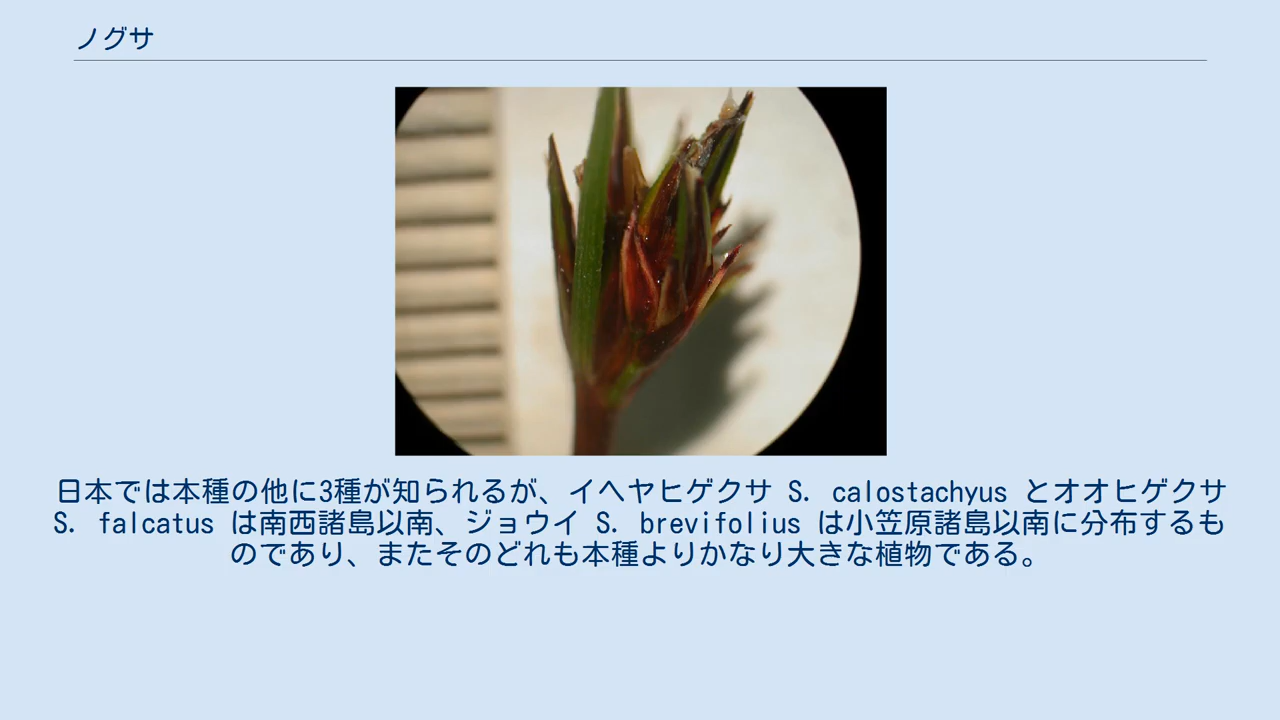 ノグサ
日本では本種の他に3種が知られるが、イヘヤヒゲクサ S. calostachyus とオオヒゲクサ
S. falcatus は南西諸島以南、ジョウイ S. brevifolius は小笠原諸島以南に分布するも
のであり、またそのどれも本種よりかなり大きな植物である。